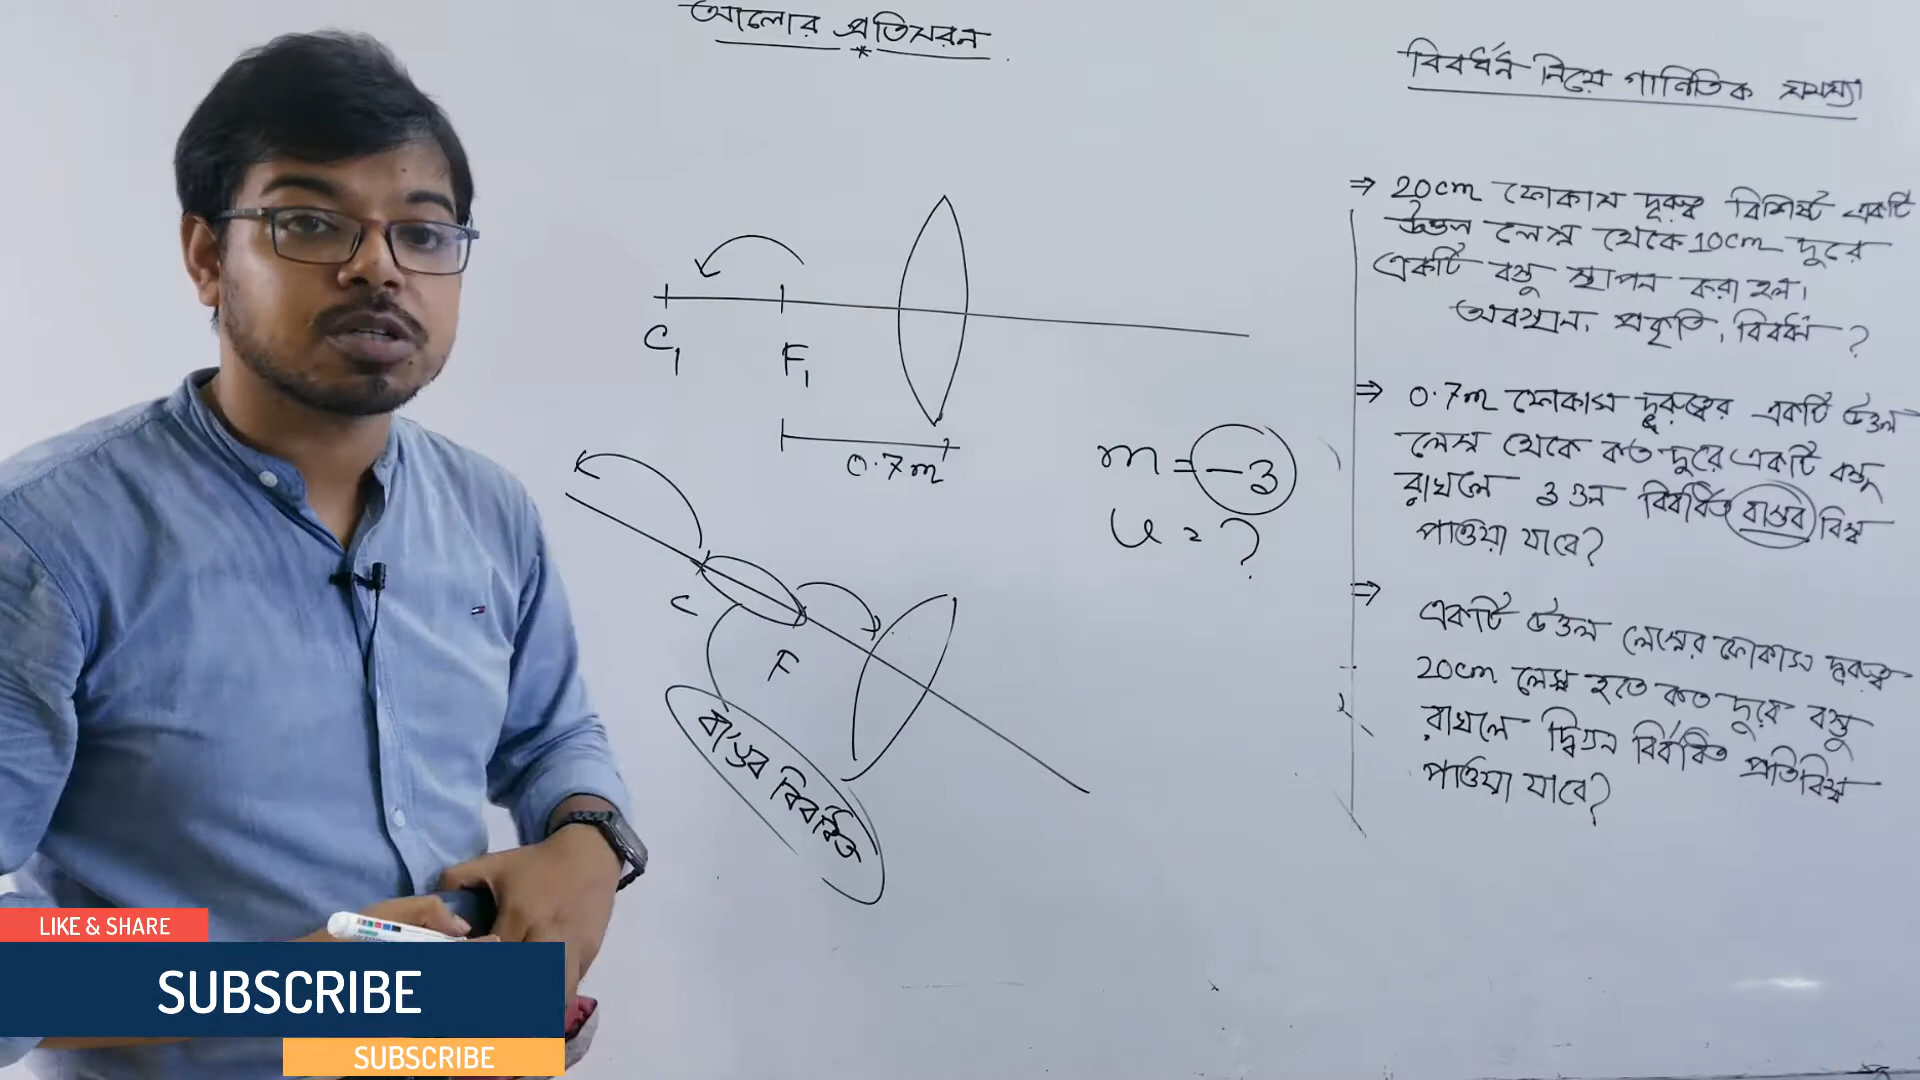 আলোর প্রতিসরন
বিবর্ধন নিয়ে গানিতিক সমস্যা
⇒ 20cm ফোকাস দূরত্ব বিশিষ্ট একটি
উত্তল লেন্স থেকে 10cm দূরে
একটি বস্তু স্থাপন করা হল।
অবস্থান, প্রকৃতি, বিবর্ধন ?
⇒ 0.7m ফোকাস দূরত্বের একটি উত্তল
লেন্স থেকে কত দুরে একটি বস্তু
রাখলে 3 গুন বিবর্ধিত বাস্তব বিম্ব
পাওয়া যাবে?
⇒ একটি উত্তল লেন্সের ফোকাস দূরত্ব
20cm লেন্স হতে কত দূরে বস্তু
রাখলে দ্বিগুন বিবর্ধিত প্রতিবিম্ব
পাওয়া যাবে?
C₁ F₁
0.7m
m = -3
u = ?
C F
বাস্তব বিবর্ধিত
LIKE & SHARE
SUBSCRIBE
SUBSCRIBE